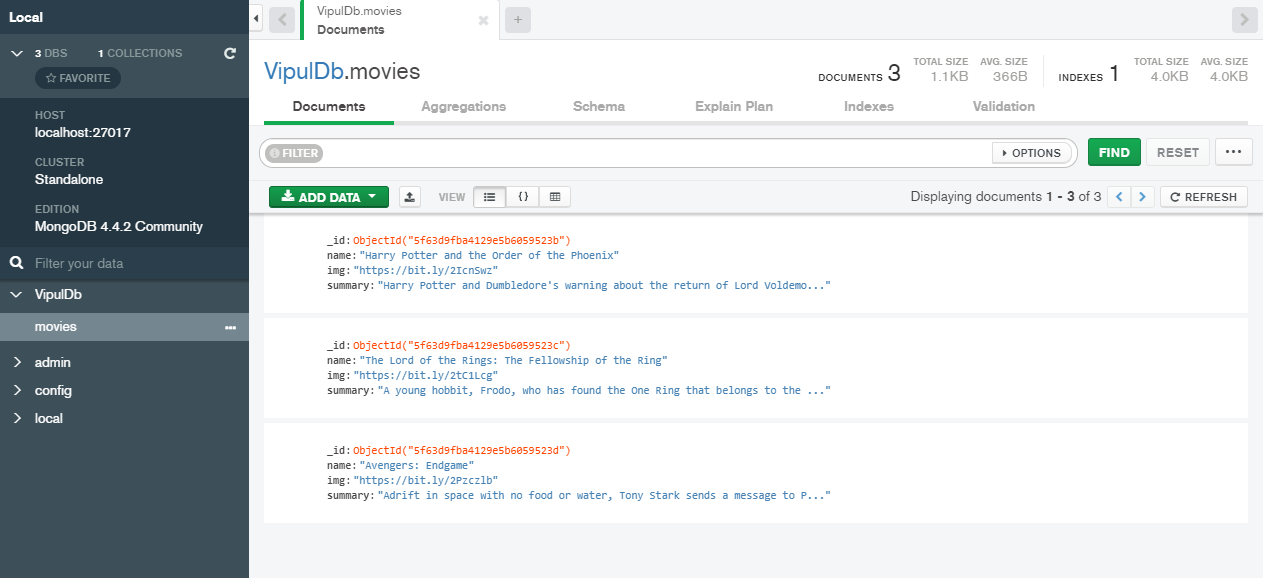 Local
3 DBS 1 COLLECTIONS
FAVORITE
HOST
localhost:27017
CLUSTER
Standalone
EDITION
MongoDB 4.4.2 Community
Filter your data
VipulDb
movies
admin
config
local
VipulDb.movies
Documents
VipulDb.movies
DOCUMENTS 3
TOTAL SIZE AVG. SIZE
1.1KB 366B
INDEXES 1
TOTAL SIZE AVG. SIZE
4.0KB 4.0KB
Documents Aggregations Schema Explain Plan Indexes Validation
FILTER OPTIONS FIND RESET
ADD DATA VIEW {} Displaying documents 1 - 3 of 3 REFRESH
_id: ObjectId("5f63d9fba4129e5b6059523b")
name: "Harry Potter and the Order of the Phoenix"
img: "https://bit.ly/2IcnSwz"
summary: "Harry Potter and Dumbledore's warning about the return of Lord Voldemo..."
_id: ObjectId("5f63d9fba4129e5b6059523c")
name: "The Lord of the Rings: The Fellowship of the Ring"
img: "https://bit.ly/2tC1Lcg"
summary: "A young hobbit, Frodo, who has found the One Ring that belongs to the ..."
_id: ObjectId("5f63d9fba4129e5b6059523d")
name: "Avengers: Endgame"
img: "https://bit.ly/2Pzczlb"
summary: "Adrift in space with no food or water, Tony Stark sends a message to P..."